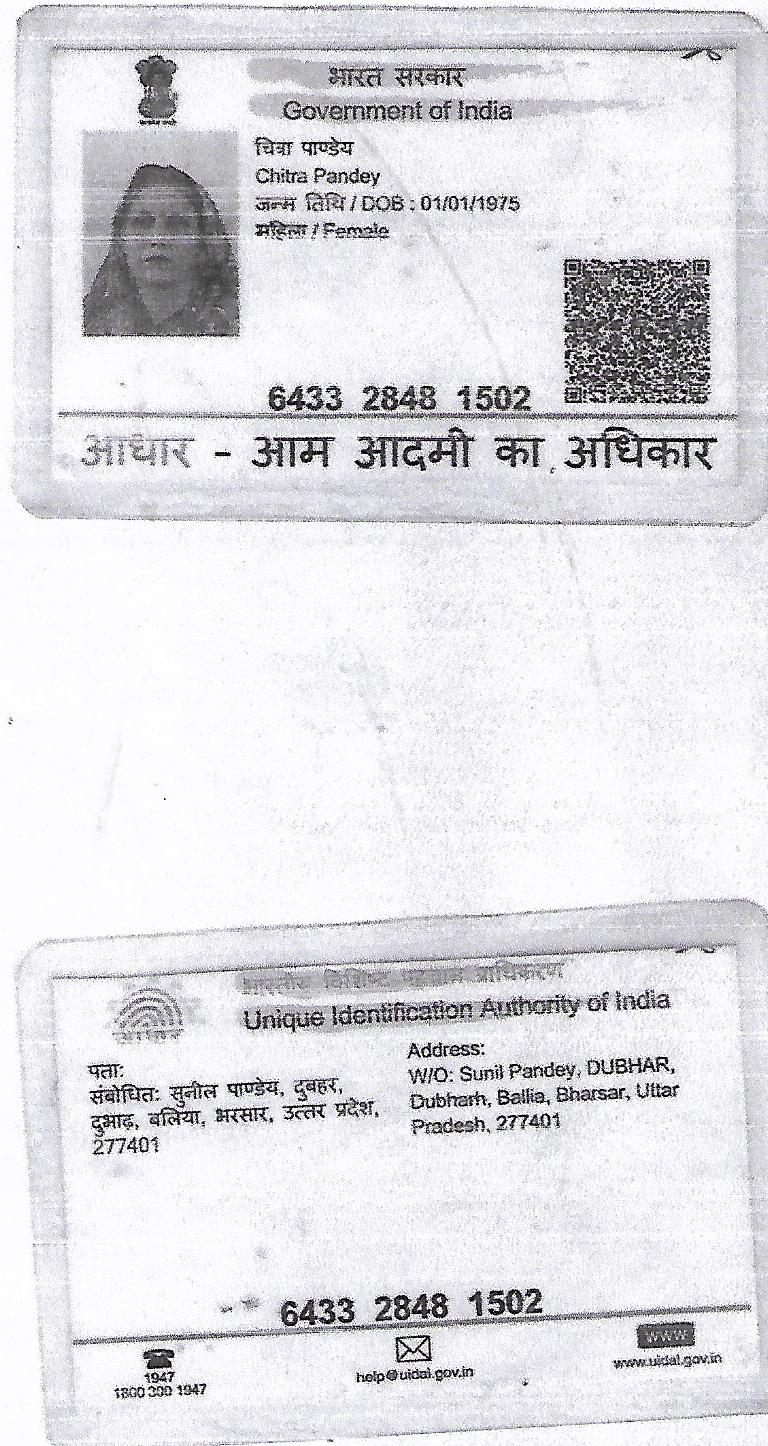 भारत सरकार
Government of India
चित्रा पाण्डेय
Chitra Pandey
जन्म तिथि / DOB : 01/01/1975
महिला / Female
6433 2848 1502
आधार - आम आदमी का अधिकार
भारतीय विशिष्ट पहचान प्राधिकरण
Unique Identification Authority of India
पता:
संबोधित: सुनील पाण्डेय, दुबहर,
दुभाढ़, बलिया, भरसार, उत्तर प्रदेश,
277401
Address:
W/O: Sunil Pandey, DUBHAR,
Dubharh, Ballia, Bharsar, Uttar
Pradesh, 277401
6433 2848 1502
1947
1800 300 1947
help@uidai.gov.in
www
www.uidai.gov.in